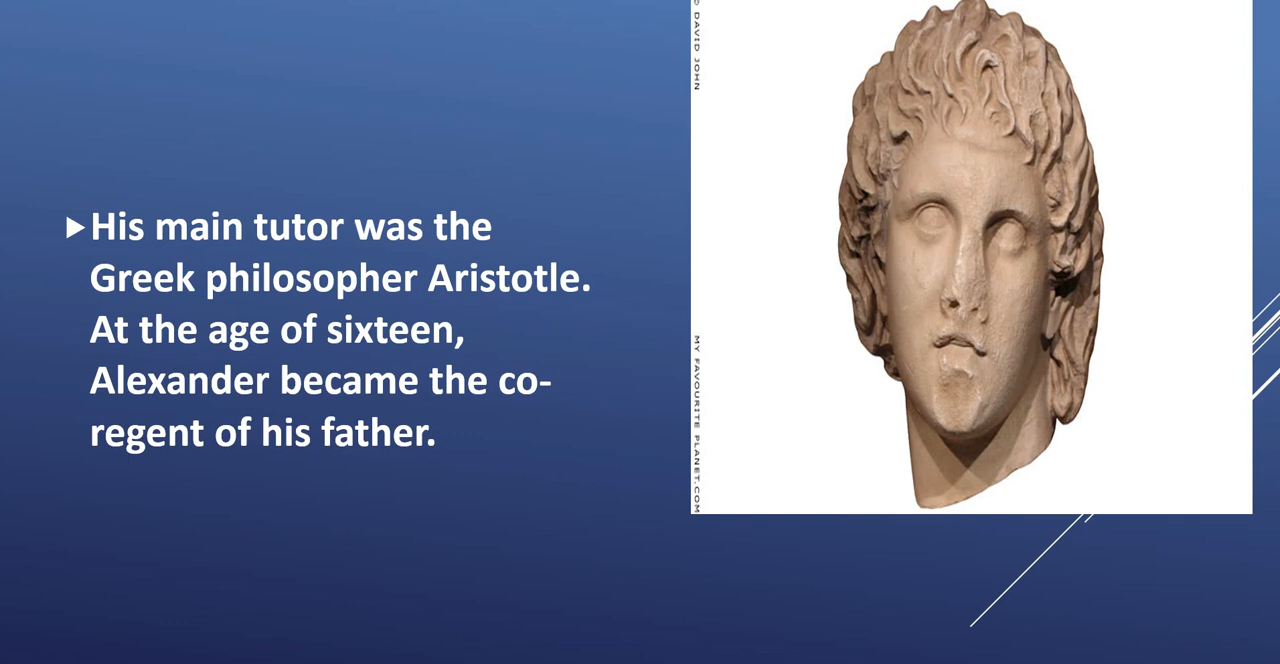 His main tutor was the
Greek philosopher Aristotle.
At the age of sixteen,
Alexander became the co-
regent of his father.
© DAVID JOHN
MY FAVOURITE PLANET.COM